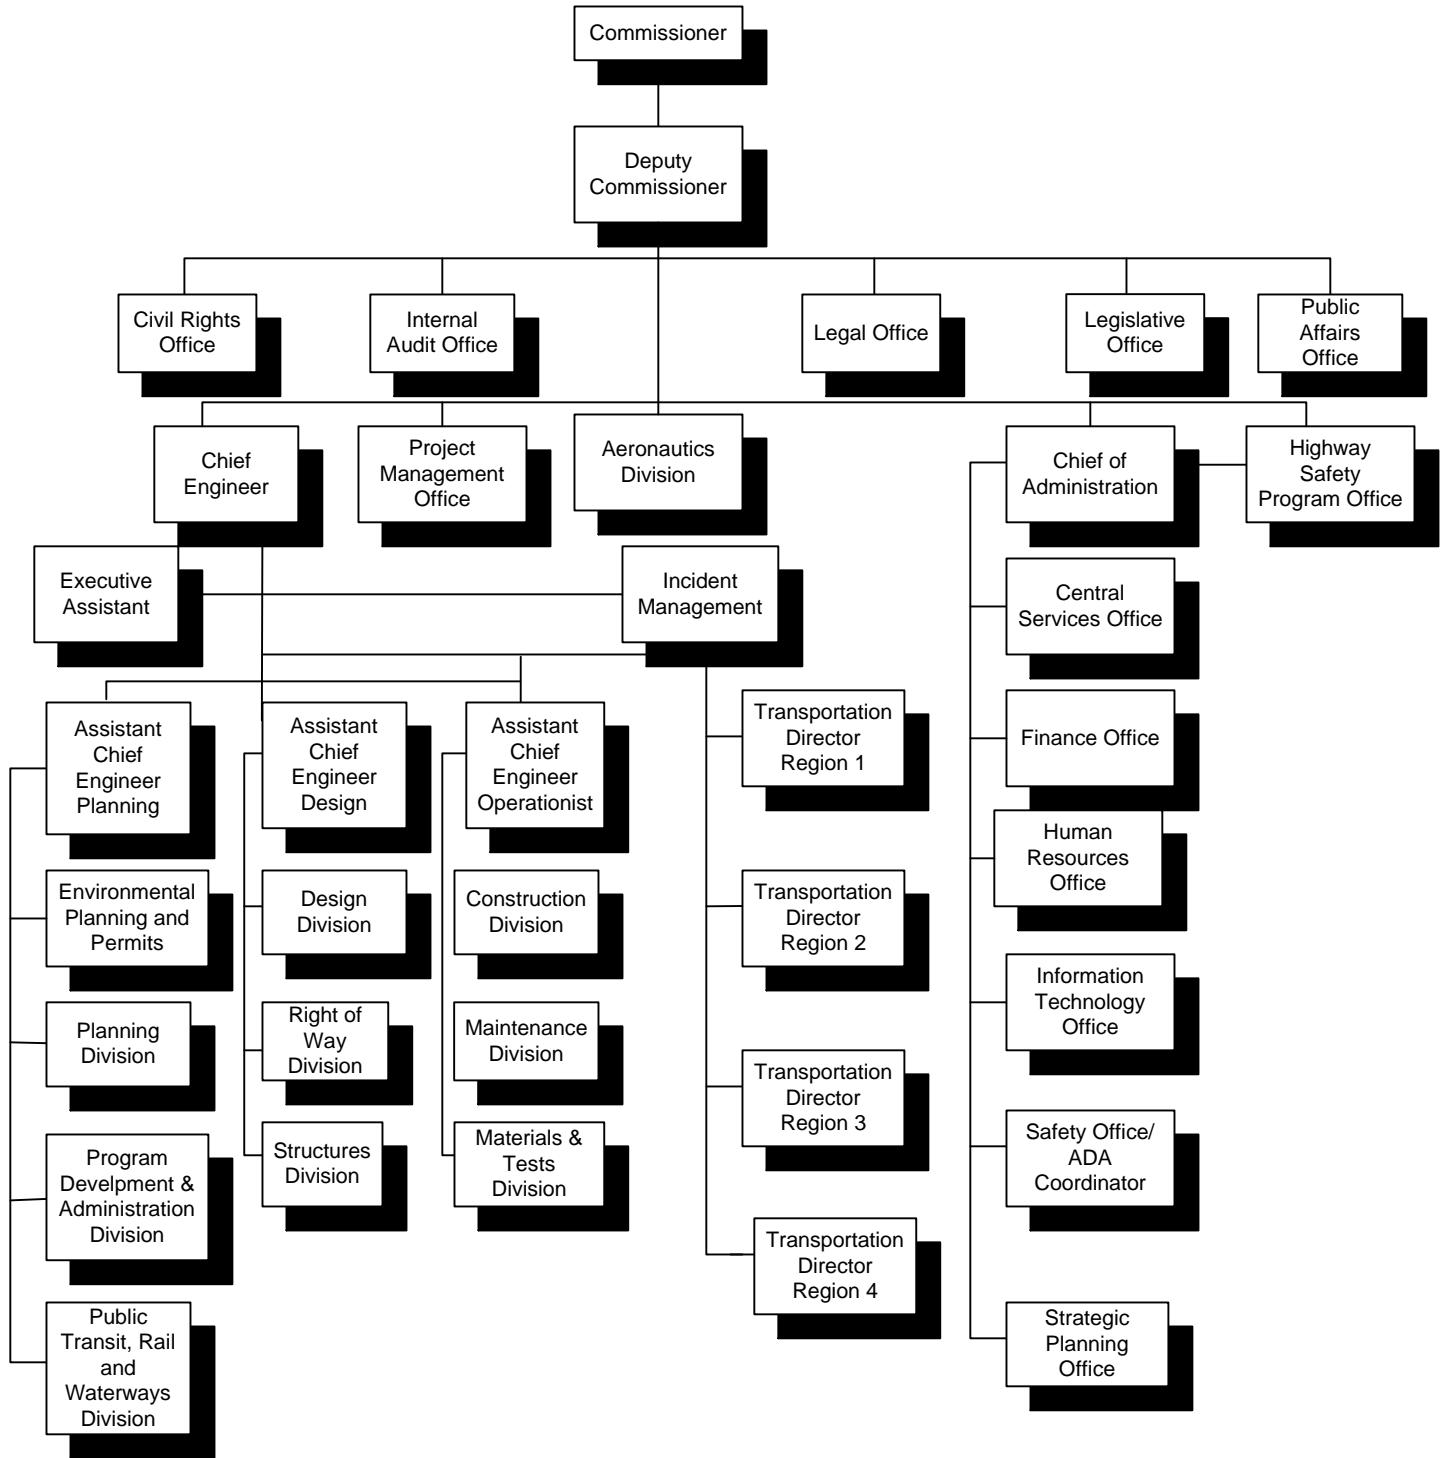 Commissioner
Deputy
Commissioner
Civil Rights
Office
Internal
Audit Office
Legal Office
Legislative
Office
Public
Affairs
Office
Chief
Engineer
Project
Management
Office
Aeronautics
Division
Chief of
Administration
Highway
Safety
Program Office
Executive
Assistant
Incident
Management
Central
Services Office
Assistant
Chief
Engineer
Planning
Assistant
Chief
Engineer
Design
Assistant
Chief
Engineer
Operationist
Transportation
Director
Region 1
Finance Office
Human
Resources
Office
Environmental
Planning and
Permits
Design
Division
Construction
Division
Transportation
Director
Region 2
Information
Technology
Office
Planning
Division
Right of
Way
Division
Maintenance
Division
Transportation
Director
Region 3
Safety Office/
ADA
Coordinator
Program
Develpment &
Administration
Division
Structures
Division
Materials &
Tests
Division
Transportation
Director
Region 4
Strategic
Planning
Office
Public
Transit, Rail
and
Waterways
Division